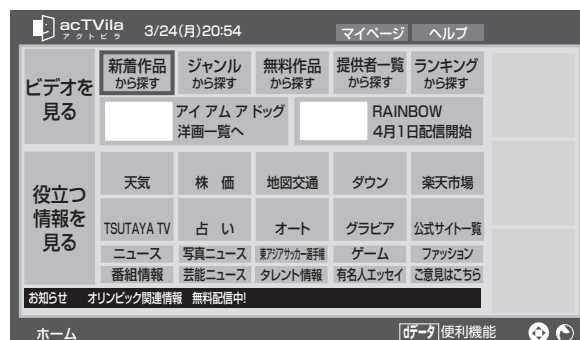 acTVila 3/24(月)20:54 マイページ ヘルプ
アクトビラ
ビデオを見る
新着作品から探す
ジャンルから探す
無料作品から探す
提供者一覧から探す
ランキングから探す
アイ アム ア ドッグ
洋画一覧へ
RAINBOW
4月1日配信開始
役立つ情報を見る
天気 株価 地図交通 ダウン 楽天市場
TSUTAYA TV 占い オート グラビア 公式サイト一覧
ニュース 写真ニュース 東アジアサッカー選手権 ゲーム ファッション
番組情報 芸能ニュース タレント情報 有名人エッセイ ご意見はこちら
お知らせ オリンピック関連情報 無料配信中!
ホーム dデータ 便利機能